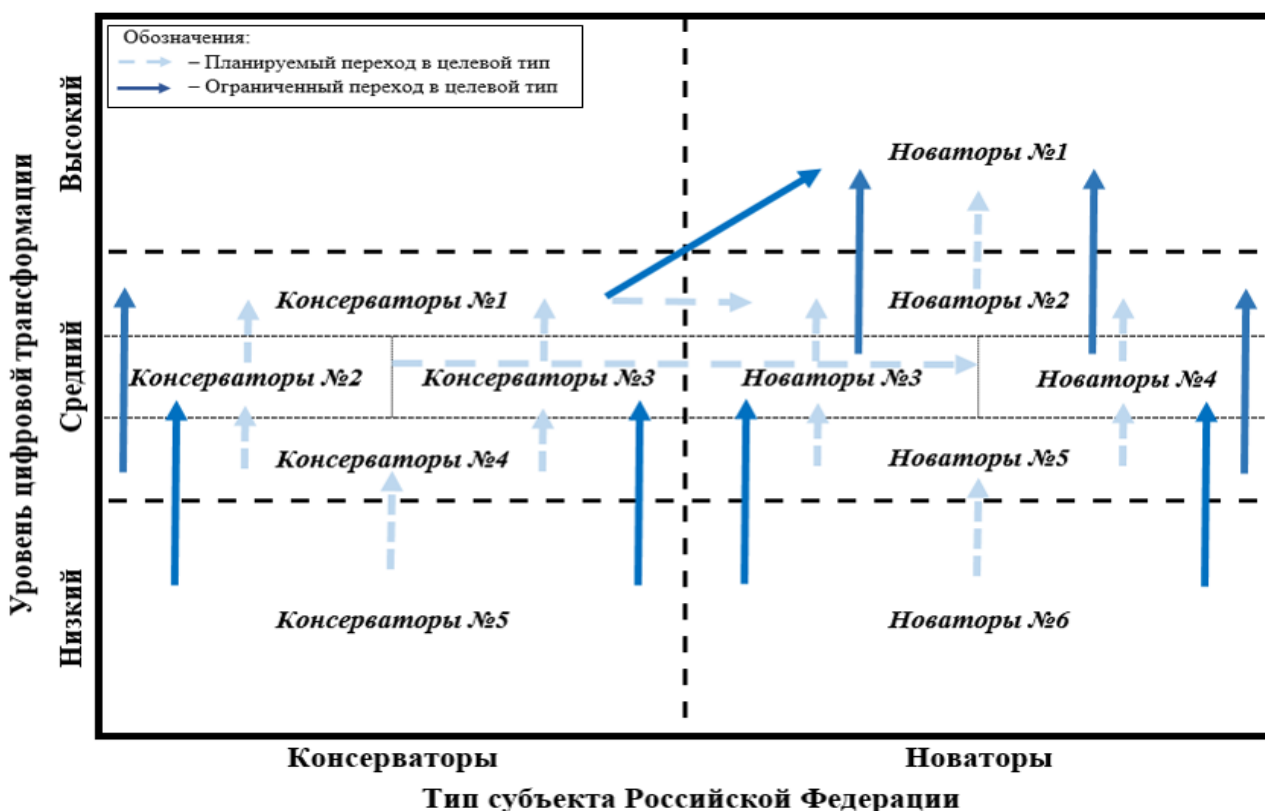 Обозначения:
– Планируемый переход в целевой тип
– Ограниченный переход в целевой тип
Уровень цифровой трансформации
Высокий
Средний
Низкий
Новаторы №1
Консерваторы №1
Новаторы №2
Консерваторы №2
Консерваторы №3
Новаторы №3
Новаторы №4
Консерваторы №4
Новаторы №5
Консерваторы №5
Новаторы №6
Консерваторы
Новаторы
Тип субъекта Российской Федерации